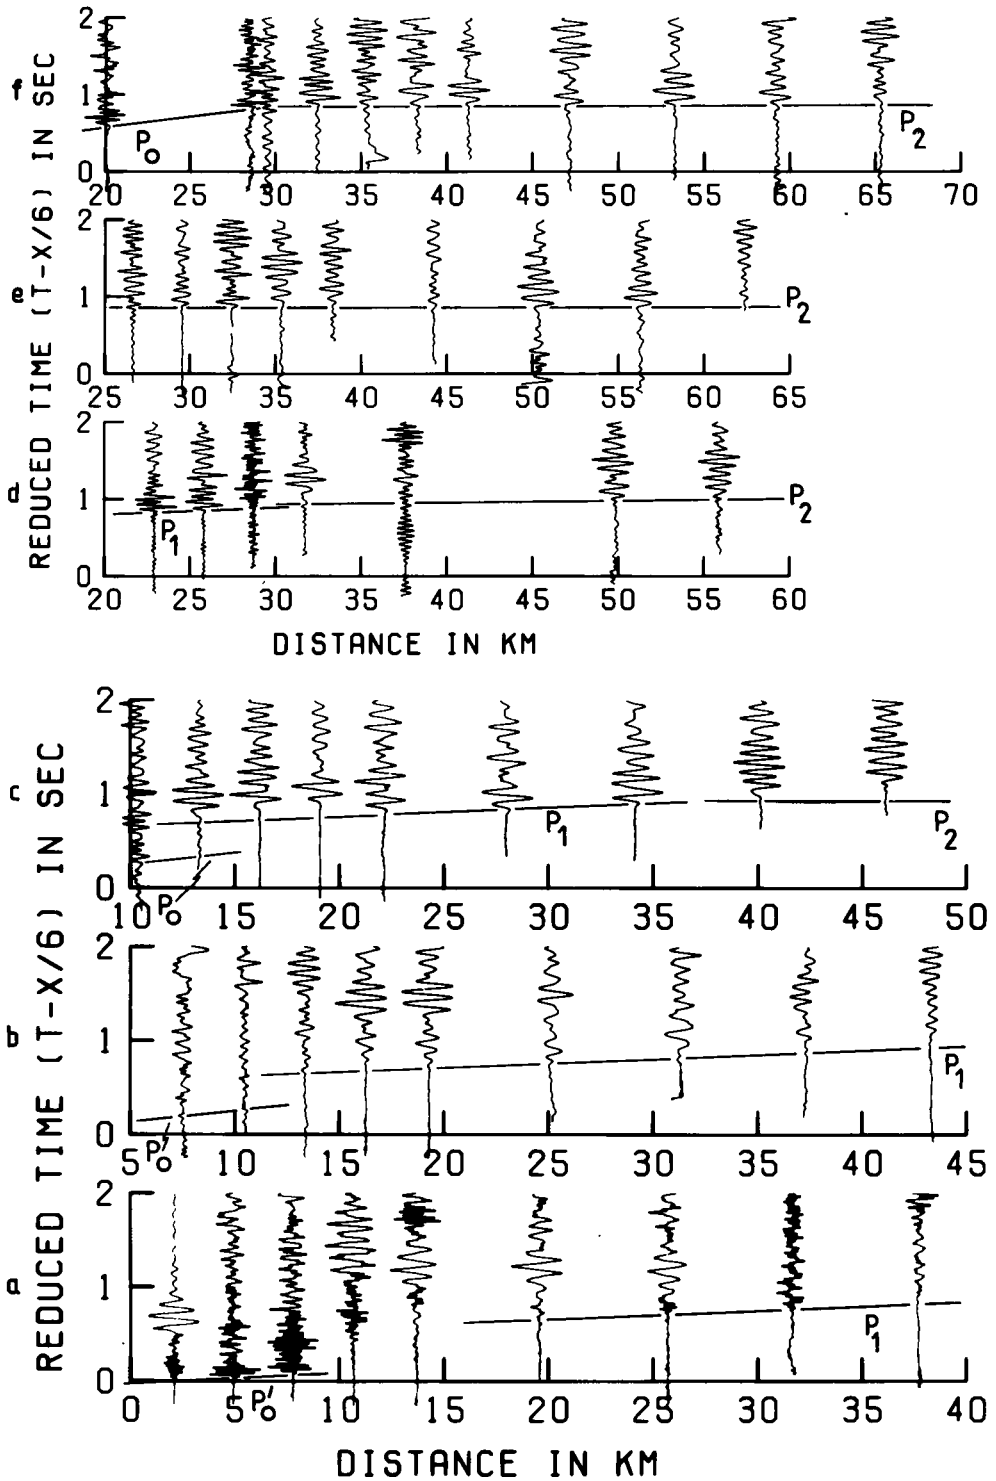 REDUCED TIME (T-X/6) IN SEC
f
2
1
0
P0
P2
20 25 30 35 40 45 50 55 60 65 70
e
2
1
0
P2
25 30 35 40 45 50 55 60 65
d
2
1
0
P1
P2
20 25 30 35 40 45 50 55 60
DISTANCE IN KM
REDUCED TIME (T-X/6) IN SEC
c
2
1
0
P0
P1
P2
10 15 20 25 30 35 40 45 50
b
2
1
0
P0'
P1
5 10 15 20 25 30 35 40 45
a
2
1
0
P0'
P1
0 5 10 15 20 25 30 35 40
DISTANCE IN KM